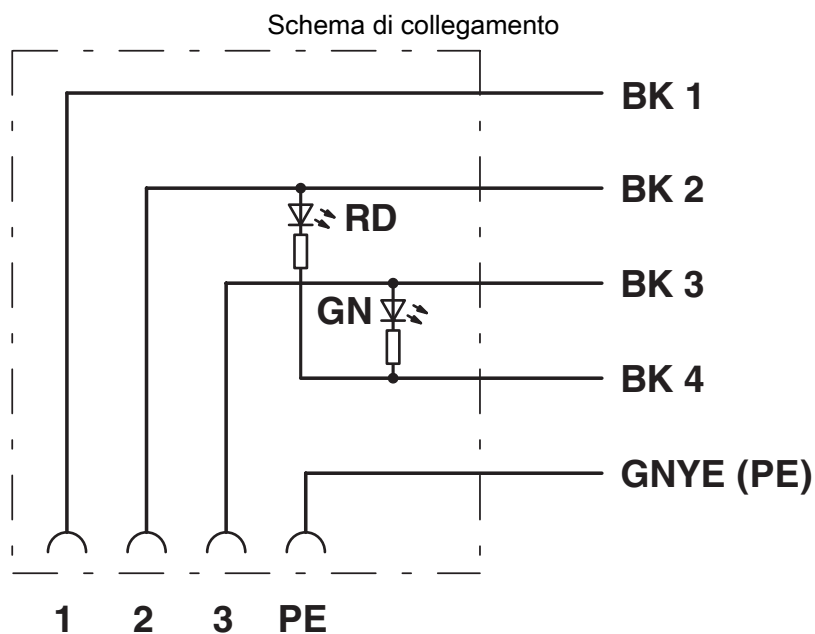 Schema di collegamento
BK 1
BK 2
RD
BK 3
GN
BK 4
GNYE (PE)
1 2 3 PE